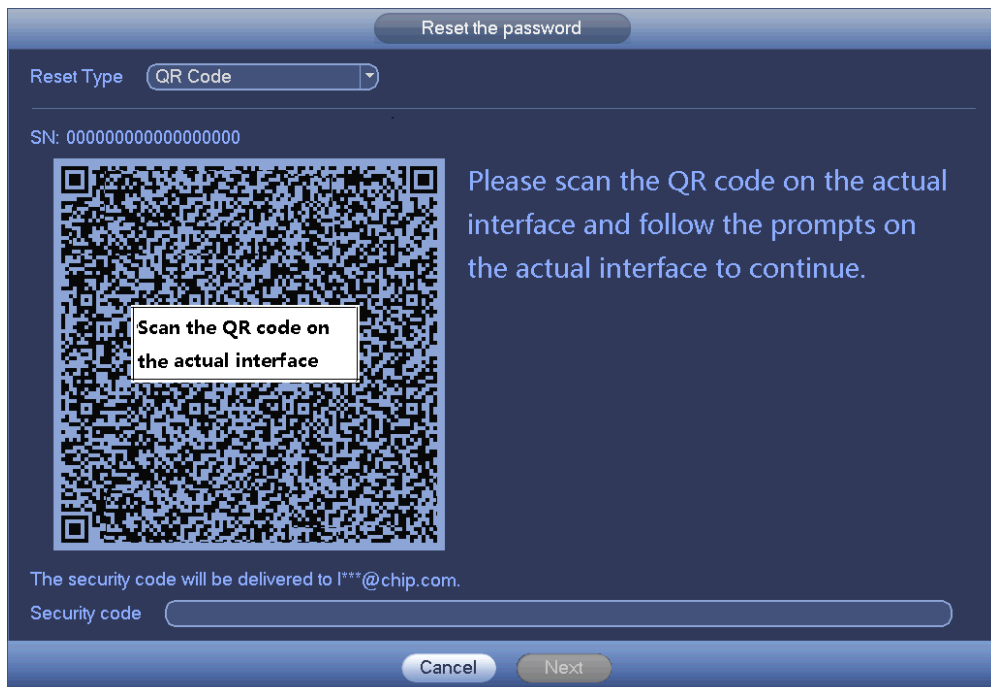 Reset the password
Reset Type QR Code
SN: 000000000000000000
Please scan the QR code on the actual
interface and follow the prompts on
the actual interface to continue.
Scan the QR code on
the actual interface
The security code will be delivered to l***@chip.com.
Security code
Cancel Next